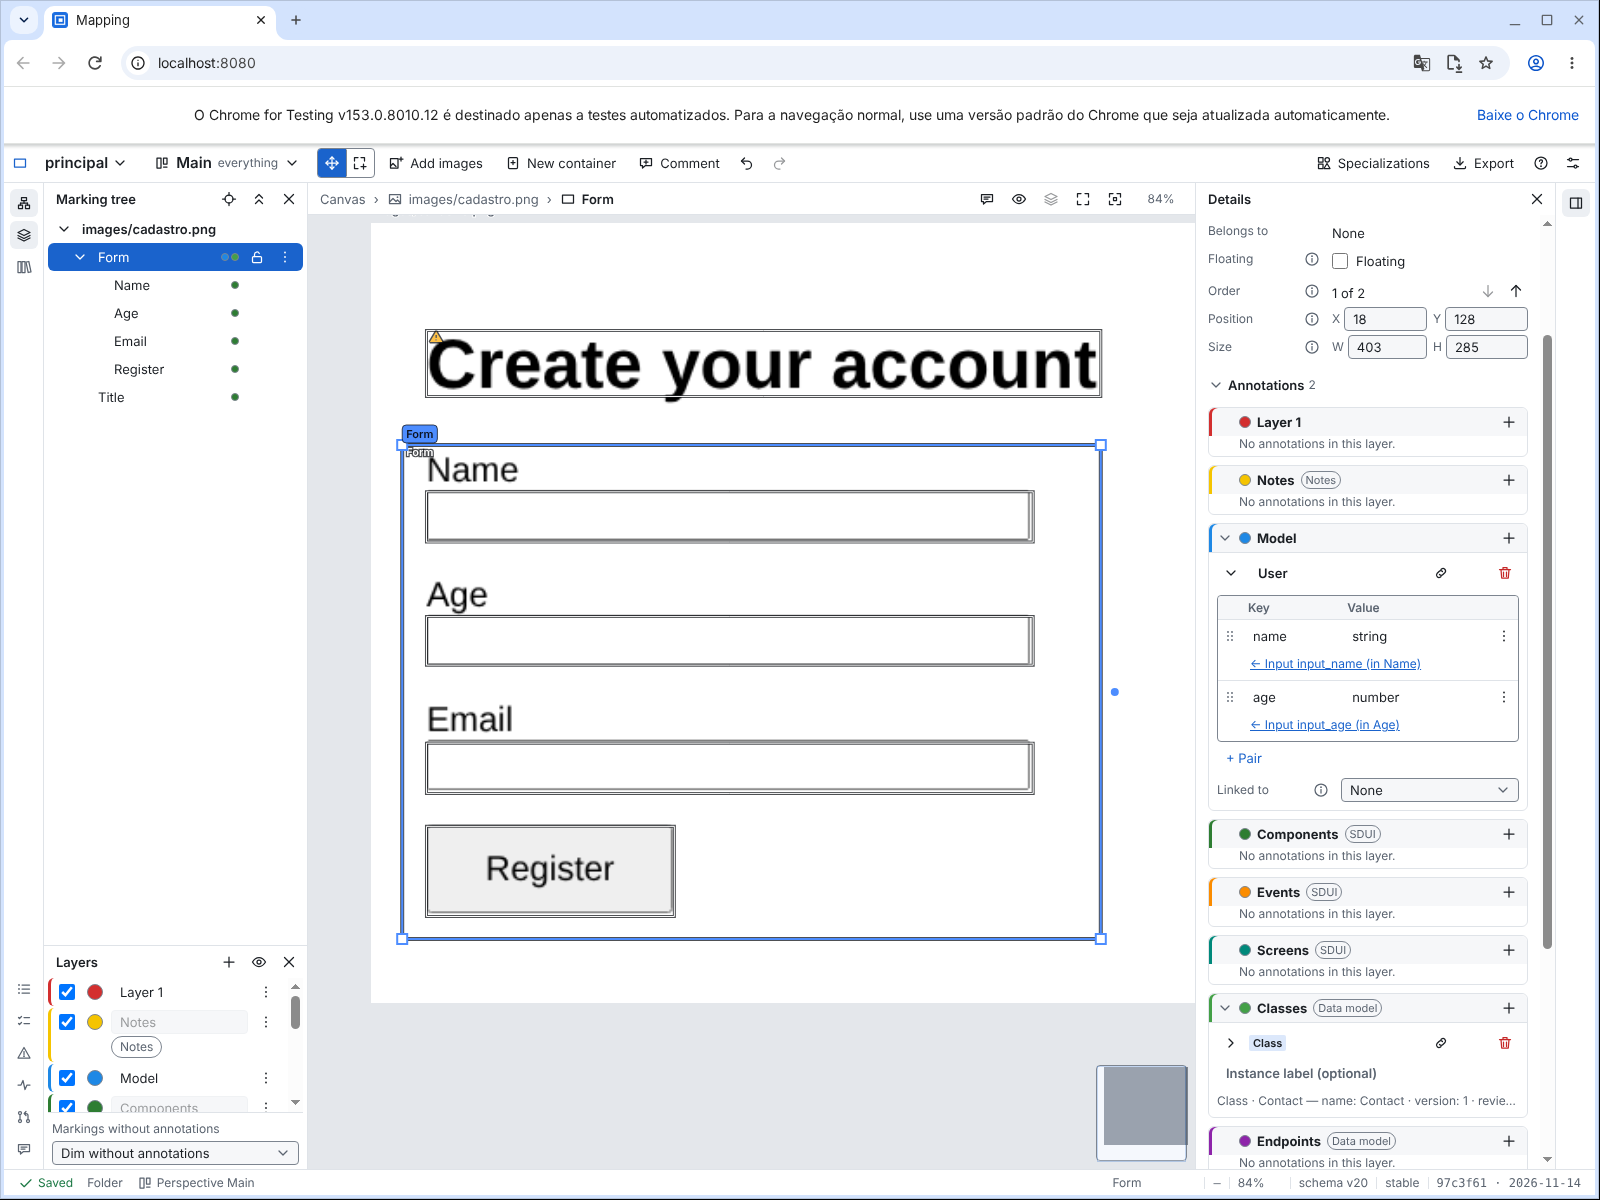 Mapping
localhost:8080
O Chrome for Testing v153.0.8010.12 é destinado apenas a testes automatizados. Para a navegação normal, use uma versão padrão do Chrome que seja atualizada automaticamente.
Baixe o Chrome
principal
Main everything
Add images
New container
Comment
Specializations
Export
Marking tree
images/cadastro.png
Form
Name
Age
Email
Register
Title
Canvas › images/cadastro.png › Form
84%
Create your account
Form
Form
Name
Age
Email
Register
Layers
Layer 1
Notes
Notes
Model
Components
Markings without annotations
Dim without annotations
Details
Belongs to None
Floating Floating
Order 1 of 2
Position X 18 Y 128
Size W 403 H 285
Annotations 2
Layer 1
No annotations in this layer.
Notes Notes
No annotations in this layer.
Model
User
Key Value
name string
← Input input_name (in Name)
age number
← Input input_age (in Age)
+ Pair
Linked to None
Components SDUI
No annotations in this layer.
Events SDUI
No annotations in this layer.
Screens SDUI
No annotations in this layer.
Classes Data model
Class
Instance label (optional)
Class · Contact — name: Contact · version: 1 · revie...
Endpoints Data model
No annotations in this layer.
Saved Folder Perspective Main
Form — 84% schema v20 stable 97c3f61 · 2026-11-14